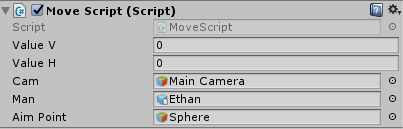 Move Script (Script)
Script MoveScript
Value V 0
Value H 0
Cam Main Camera
Man Ethan
Aim Point Sphere